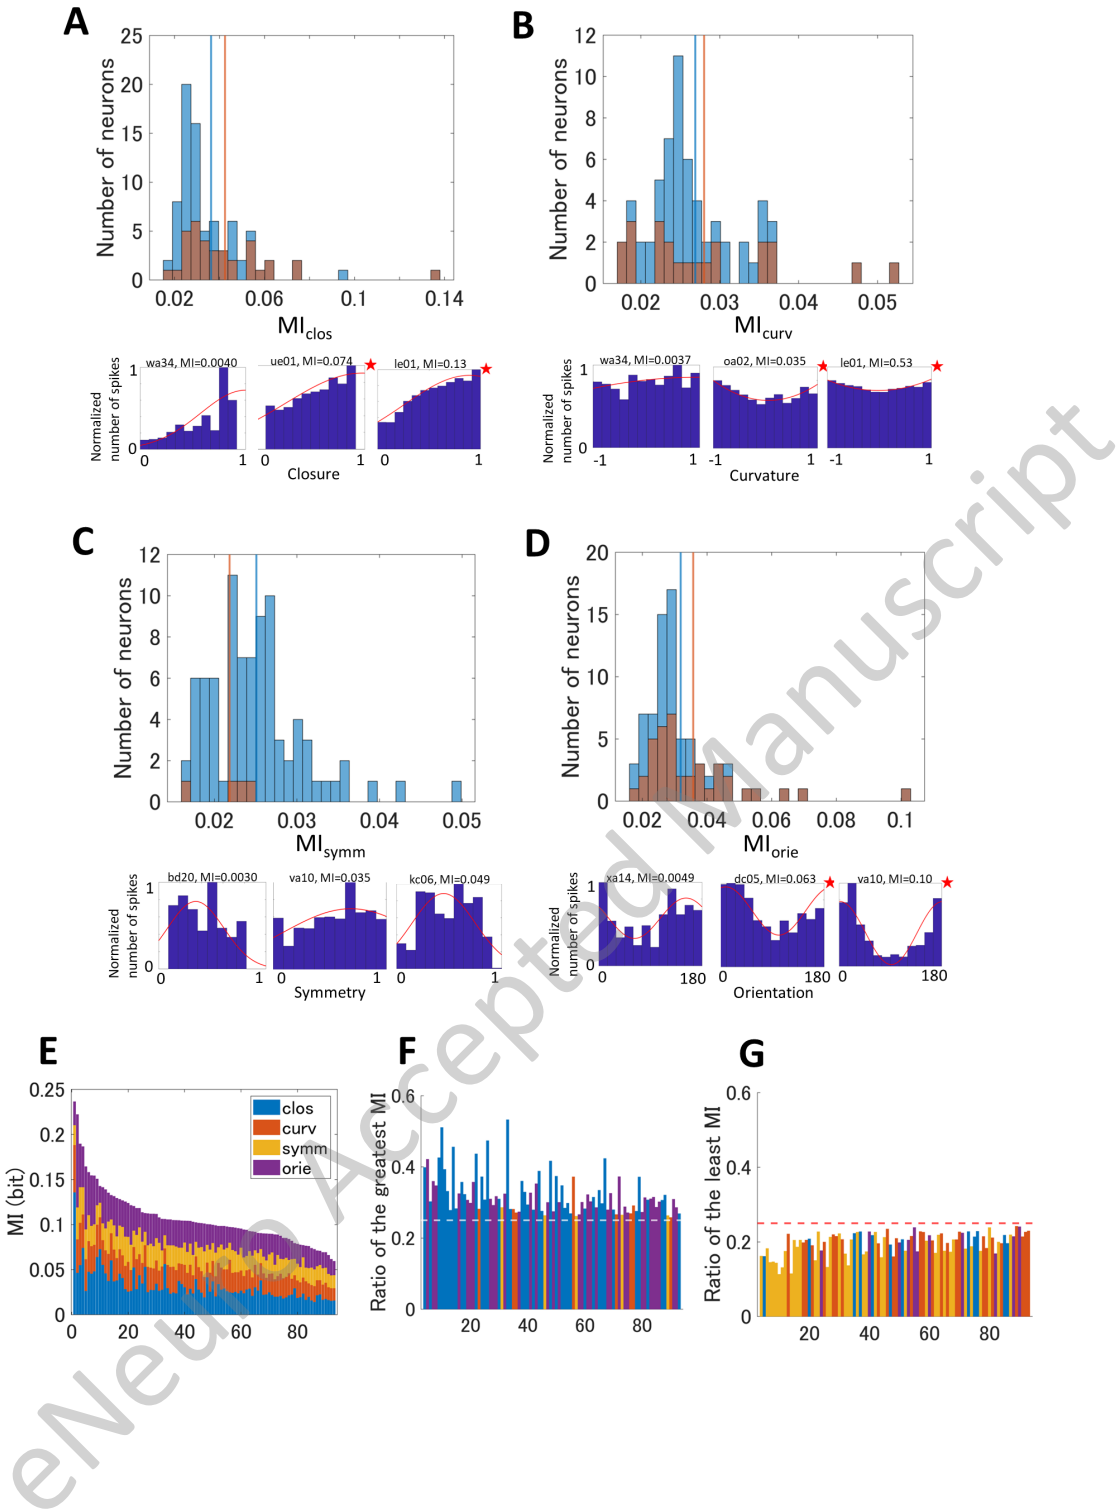 A
25
20
15
10
5
0
Number of neurons
0.02
0.06
0.1
0.14
MIclos
wa34, MI=0.0040
ue01, MI=0.074
le01, MI=0.13
Normalized
number of spikes
1
0
0
1
0
1
Closure
B
12
10
8
6
4
2
0
Number of neurons
0.02
0.03
0.04
0.05
MIcurv
wa34, MI=0.0037
oa02, MI=0.035
le01, MI=0.53
Normalized
number of spikes
1
0
-1
1
-1
1
-1
1
Curvature
C
12
10
8
6
4
2
0
Number of neurons
0.02
0.03
0.04
0.05
MIsymm
bd20, MI=0.0030
va10, MI=0.035
kc06, MI=0.049
Normalized
number of spikes
1
0
0
1
0
1
0
1
Symmetry
D
20
15
10
5
0
Number of neurons
0.02
0.04
0.06
0.08
0.1
MIorie
xa14, MI=0.0049
dc05, MI=0.063
va10, MI=0.10
Normalized
number of spikes
1
0
0
180
0
180
0
180
Orientation
E
0.25
0.2
0.15
0.1
0.05
0
MI (bit)
clos
curv
symm
orie
0
20
40
60
80
F
0.6
0.4
0.2
0
Ratio of the greatest MI
20
40
60
80
G
0.6
0.4
0.2
0
Ratio of the least MI
20
40
60
80
eNeuro Accepted Manuscript